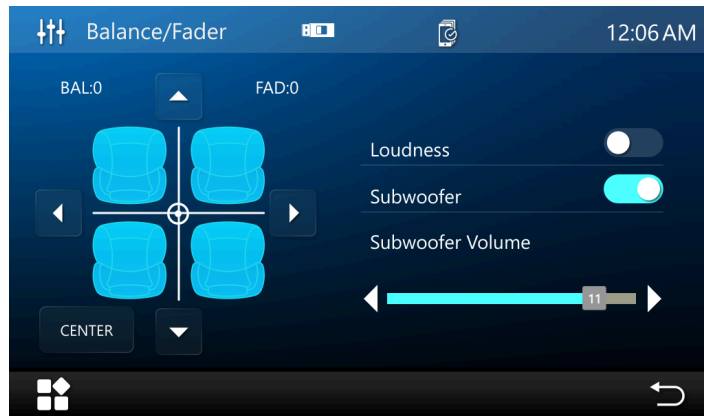 Balance/Fader
12:06 AM
BAL:0
FAD:0
Loudness
Subwoofer
Subwoofer Volume
11
CENTER